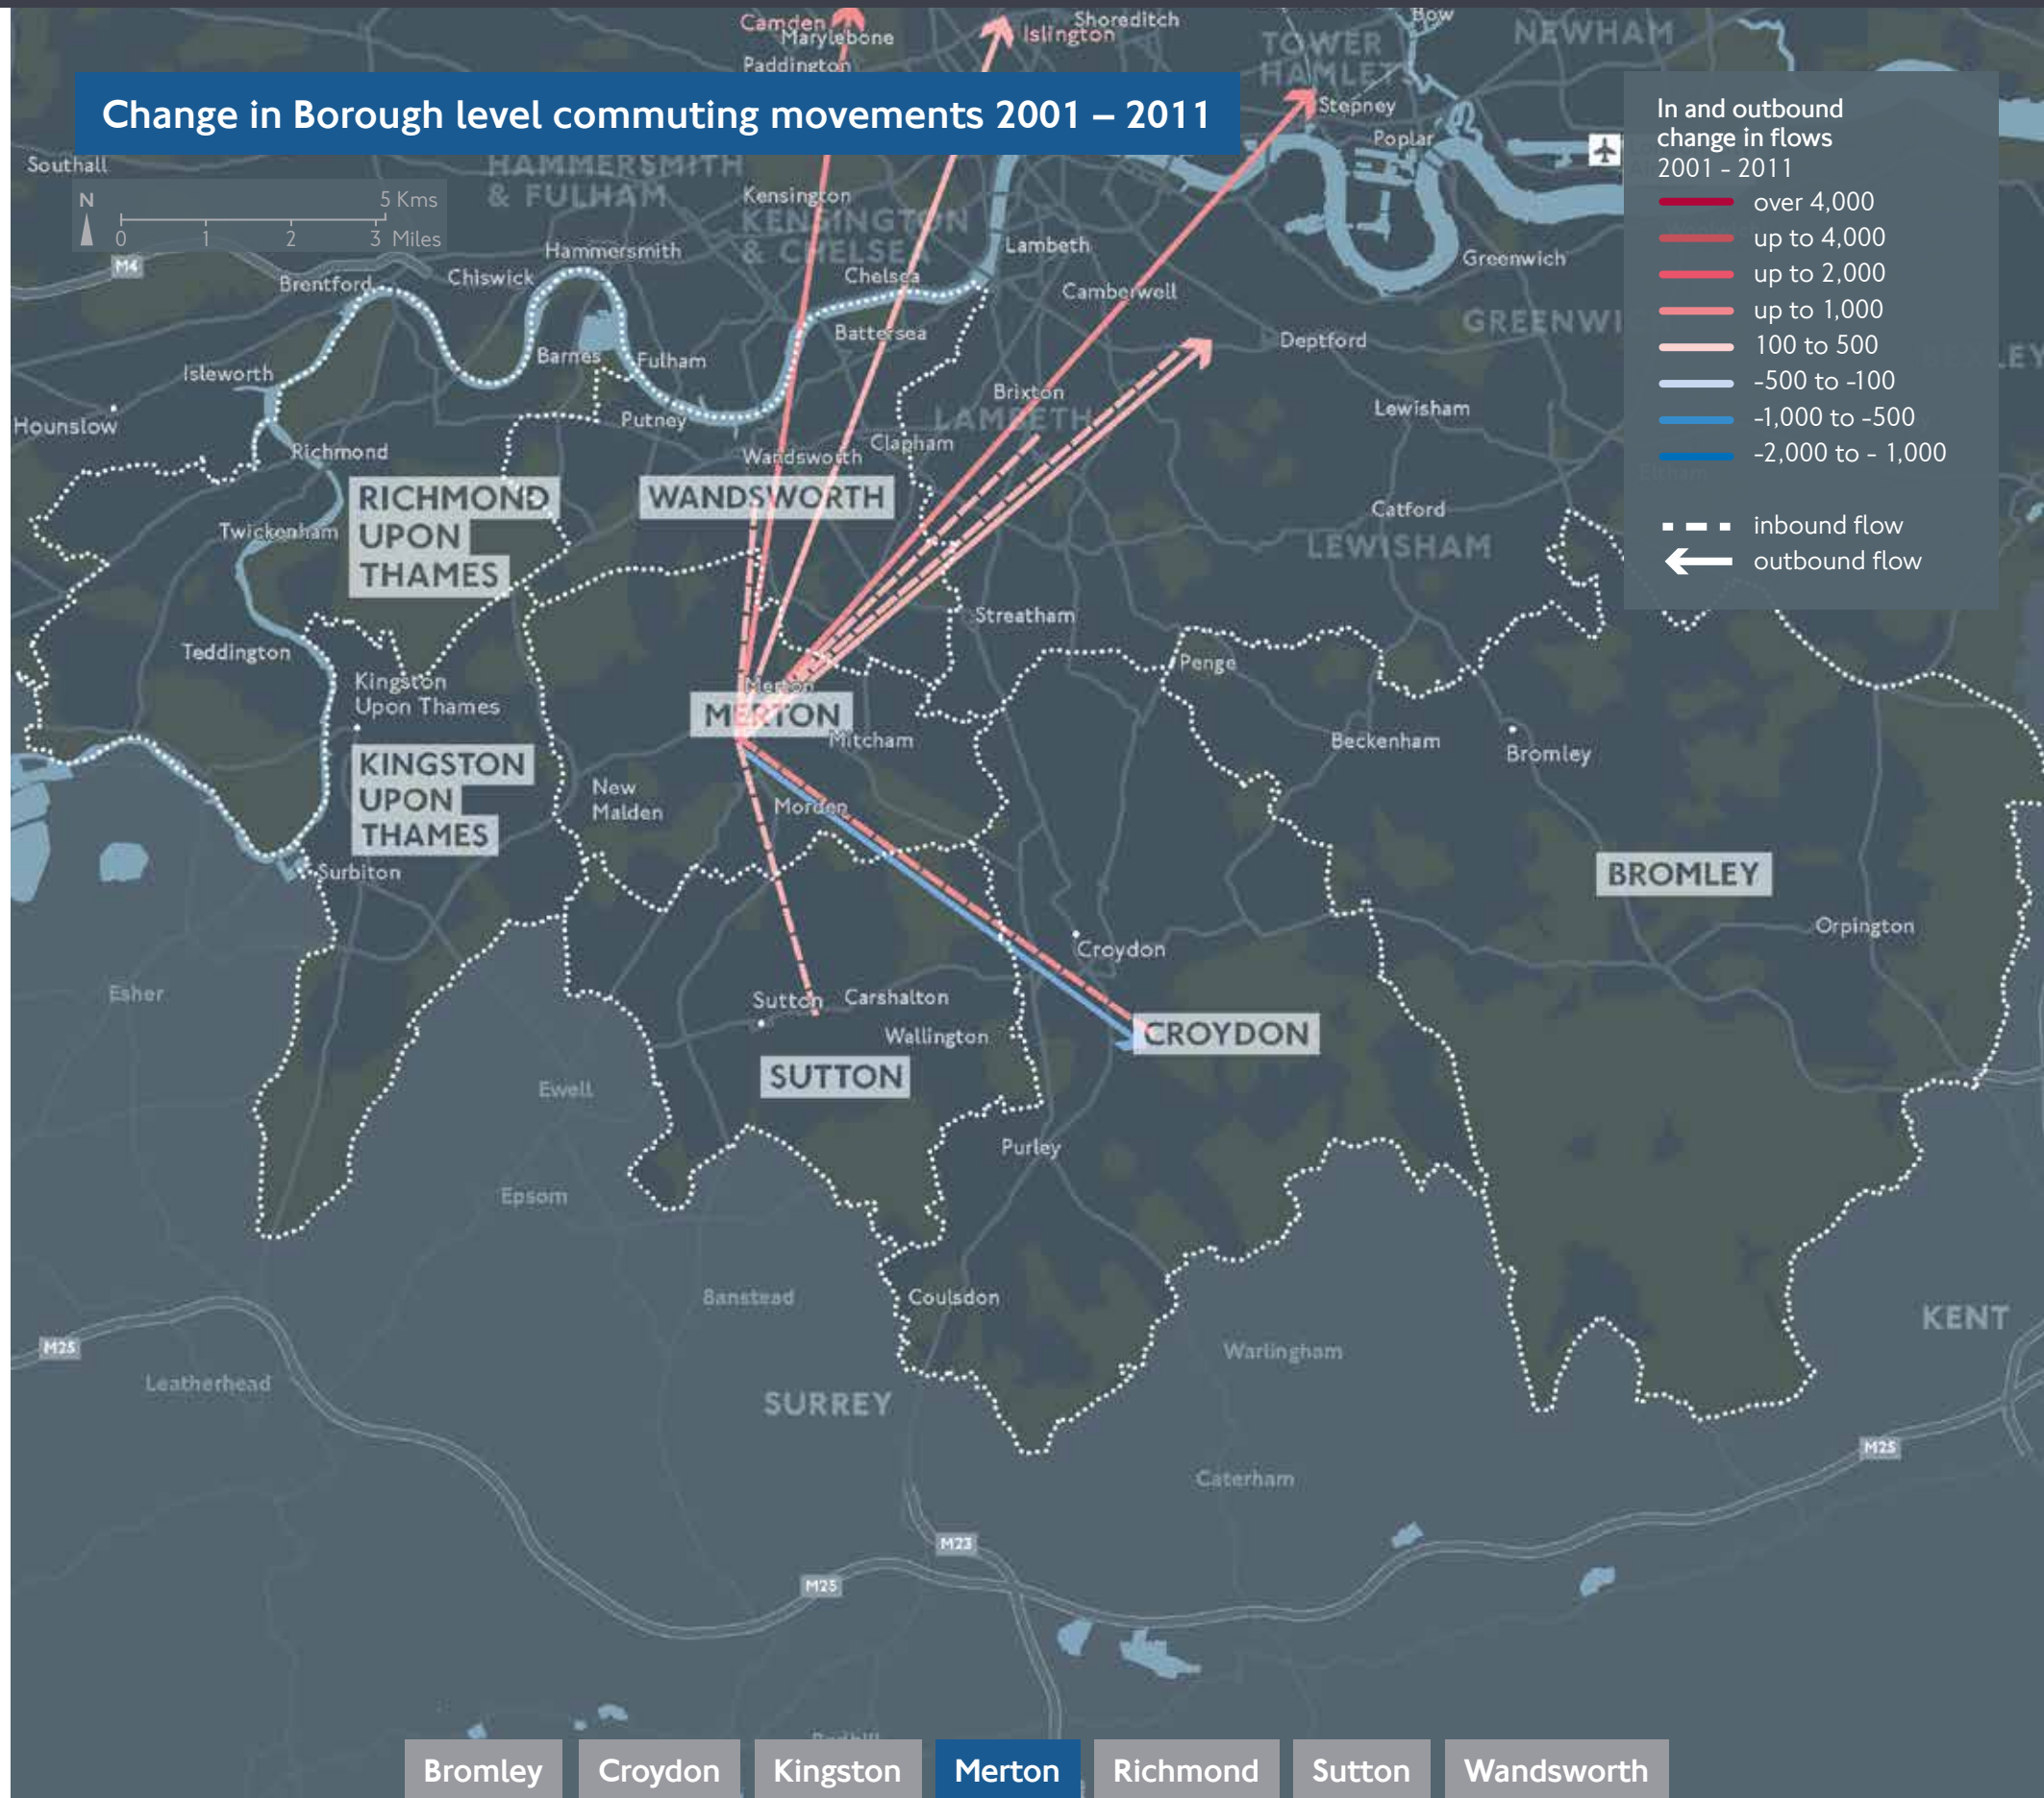 Camden
Marylebone
Paddington
Shoreditch
Islington
Bow
TOWER
HAMLETS
NEWHAM
Stepney
Poplar
Change in Borough level commuting movements 2001 – 2011
In and outbound
change in flows
2001 - 2011
over 4,000
up to 4,000
up to 2,000
up to 1,000
100 to 500
-500 to -100
-1,000 to -500
-2,000 to - 1,000
inbound flow
outbound flow
Southall
N
5 Kms
0 1 2 3 Miles
M4
HAMMERSMITH
& FULHAM
Kensington
KENSINGTON
& CHELSEA
Hammersmith
Lambeth
Greenwich
Brentford
Chiswick
Chelsea
Camberwell
GREENWI
Battersea
Deptford
Barnes
Fulham
Isleworth
Brixton
LAMBETH
Lewisham
Hounslow
Putney
Clapham
Richmond
Wandsworth
RICHMOND
UPON
THAMES
WANDSWORTH
Catford
LEWISHAM
Eltham
Twickenham
Streatham
Teddington
Penge
Kingston
Upon Thames
Merton
MERTON
Mitcham
Beckenham
Bromley
KINGSTON
UPON
THAMES
New
Malden
Morden
Surbiton
BROMLEY
Orpington
Croydon
Esher
Sutton
Carshalton
Wallington
CROYDON
SUTTON
Ewell
Purley
Epsom
Banstead
Coulsdon
KENT
M25
Warlingham
Leatherhead
SURREY
M25
Caterham
M23
M25
Bromley
Croydon
Kingston
Merton
Richmond
Sutton
Wandsworth